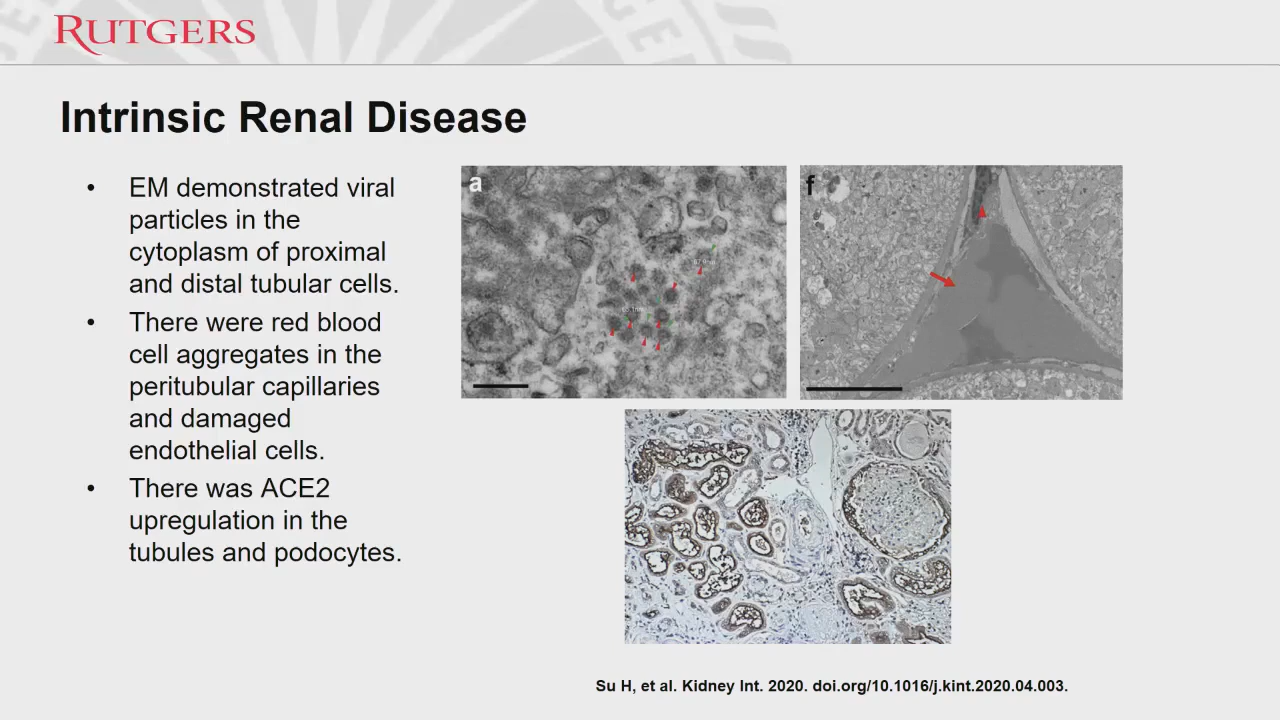 RUTGERS
Intrinsic Renal Disease
• EM demonstrated viral
particles in the
cytoplasm of proximal
and distal tubular cells.
• There were red blood
cell aggregates in the
peritubular capillaries
and damaged
endothelial cells.
• There was ACE2
upregulation in the
tubules and podocytes.
a
f
Su H, et al. Kidney Int. 2020. doi.org/10.1016/j.kint.2020.04.003.